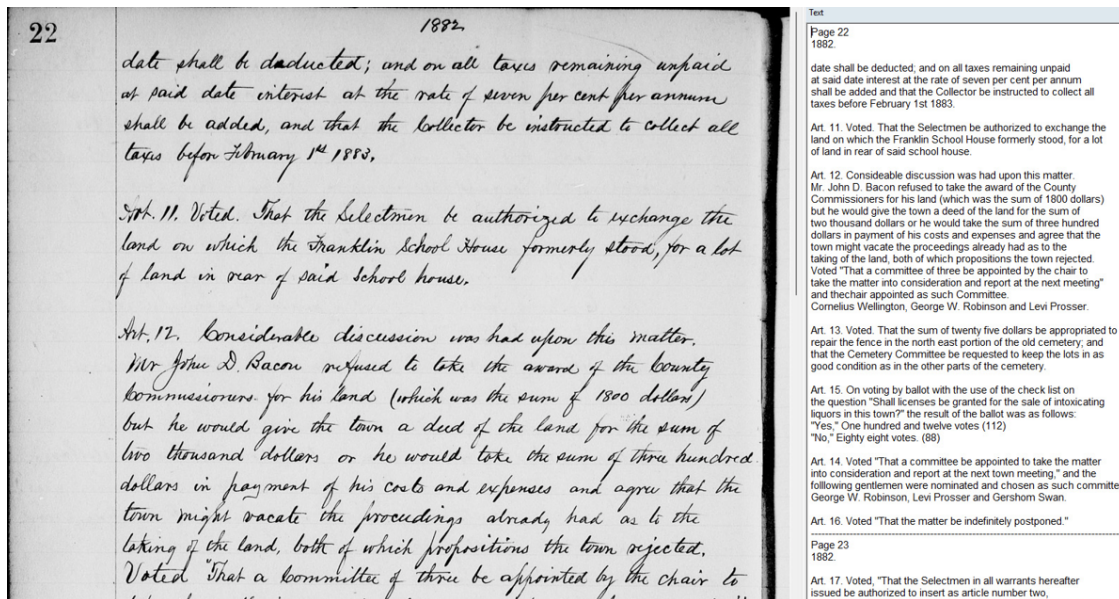 22
1882
date shall be deducted; and on all taxes remaining unpaid
at said date interest at the rate of seven per cent per annum
shall be added, and that the Collector be instructed to collect all
taxes before February 1st 1883.
Art. 11. Voted. That the Selectmen be authorized to exchange the
land on which the Franklin School House formerly stood, for a lot
of land in rear of said School house.
Art. 12. Considerable discussion was had upon this matter.
Mr John D. Bacon refused to take the award of the County
Commissioners for his land (which was the sum of 1800 dollars)
but he would give the town a deed of the land for the sum of
two thousand dollars or he would take the sum of three hundred
dollars in payment of his costs and expenses and agree that the
town might vacate the proceedings already had as to the
taking of the land, both of which propositions the town rejected.
Voted "That a Committee of three be appointed by the chair to
Text
Page 22
1882.
date shall be deducted; and on all taxes remaining unpaid
at said date interest at the rate of seven per cent per annum
shall be added and that the Collector be instructed to collect all
taxes before February 1st 1883.
Art. 11. Voted. That the Selectmen be authorized to exchange the
land on which the Franklin School House formerly stood, for a lot
of land in rear of said school house.
Art. 12. Consideable discussion was had upon this matter.
Mr. John D. Bacon refused to take the award of the County
Commissioners for his land (which was the sum of 1800 dollars)
but he would give the town a deed of the land for the sum of
two thousand dollars or he would take the sum of three hundred
dollars in payment of his costs and expenses and agree that the
town might vacate the proceedings already had as to the
taking of the land, both of which propositions the town rejected.
Voted "That a committee of three be appointed by the chair to
take the matter into consideration and report at the next meeting"
and thechair appointed as such Committee.
Cornelius Wellington, George W. Robinson and Levi Prosser.
Art. 13. Voted. That the sum of twenty five dollars be appropriated to
repair the fence in the north east portion of the old cemetery; and
that the Cemetery Committee be requested to keep the lots in as
good condition as in the other parts of the cemetery.
Art. 15. On voting by ballot with the use of the check list on
the question "Shall licenses be granted for the sale of intoxicating
liquors in this town?" the result of the ballot was as follows:
"Yes," One hundred and twelve votes (112)
"No," Eighty eight votes. (88)
Art. 14. Voted "That a committee be appointed to take the matter
into consideration and report at the next town meeting," and the
folllowing gentlemen were nominated and chosen as such committe
George W. Robinson, Levi Prosser and Gershom Swan.
Art. 16. Voted "That the matter be indefinitely postponed."
Page 23
1882.
Art. 17. Voted, "That the Selectmen in all warrants hereafter
issued be authorized to insert as article number two,